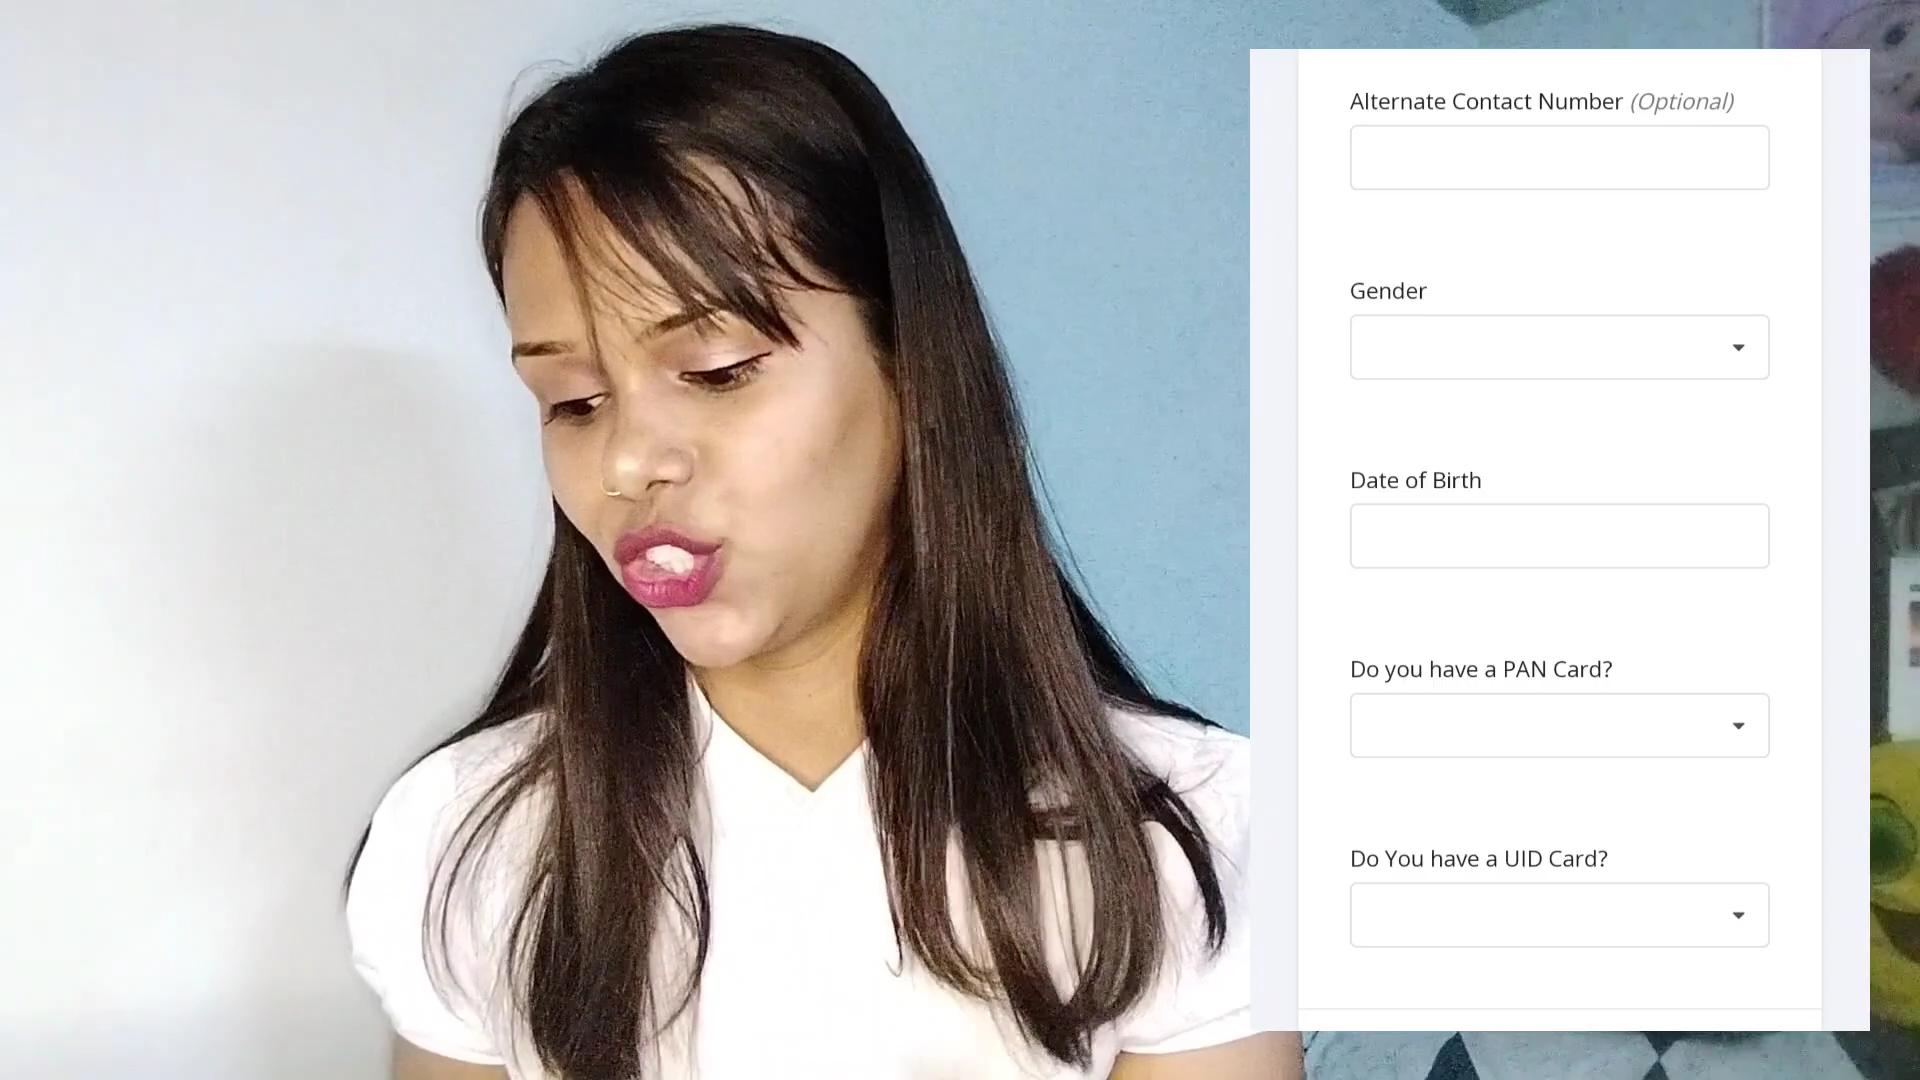 Alternate Contact Number (Optional)
Gender
Date of Birth
Do you have a PAN Card?
Do You have a UID Card?